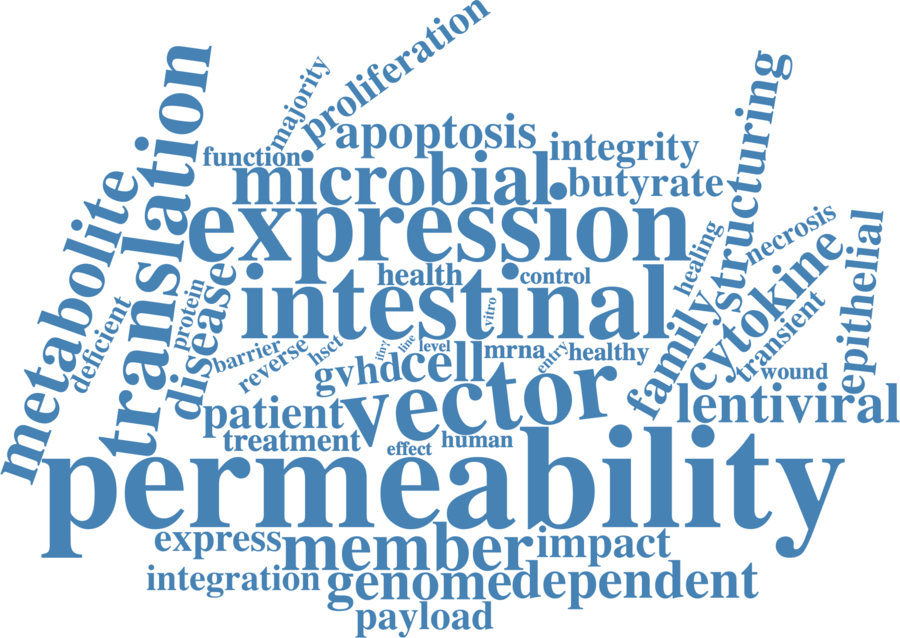 proliferation
majority
translation
apoptosis
function
integrity
structuring
microbial
butyrate
metabolite
expression
necrosis
healing
epithelial
health
control
cytokine
intestinal
protein
disease
deficient
vitro
transient
family
barrier
reverse
hsct
line
level
mrna
entry
healthy
gvhd
cell
wound
patient
vector
lentiviral
treatment
effect
human
permeability
express
member
impact
integration
genome
dependent
payload